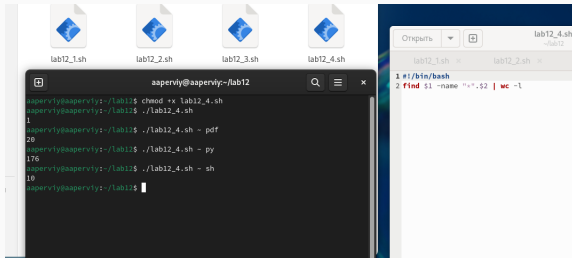 lab12_1.sh
lab12_2.sh
lab12_3.sh
lab12_4.sh
aaperviy@aaperviy:~/lab12
aaperviy@aaperviy:~/lab12$ chmod +x lab12_4.sh
aaperviy@aaperviy:~/lab12$ ./lab12_4.sh
1
aaperviy@aaperviy:~/lab12$ ./lab12_4.sh ~ pdf
20
aaperviy@aaperviy:~/lab12$ ./lab12_4.sh ~ py
176
aaperviy@aaperviy:~/lab12$ ./lab12_4.sh ~ sh
10
aaperviy@aaperviy:~/lab12$
Открыть
lab12_4.sh
~/lab12
lab12_1.sh ×
lab12_2.sh ×
1 #!/bin/bash
2 find $1 -name "*".$2 | wc -l